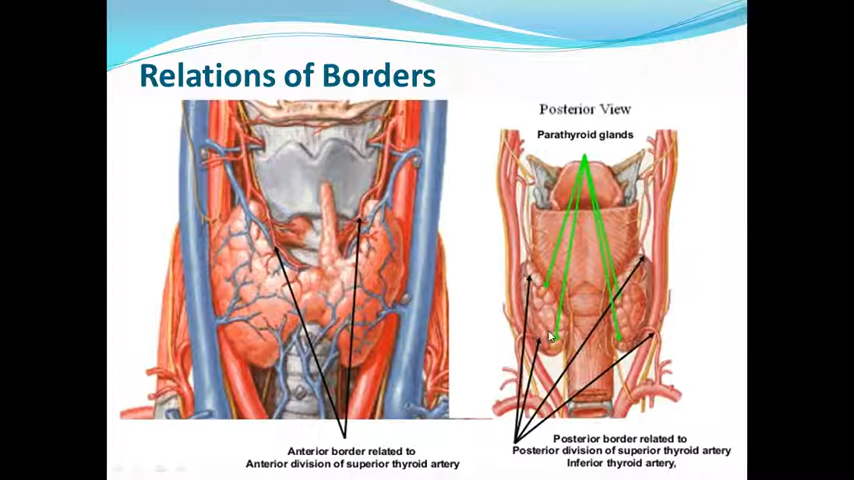 Relations of Borders
Posterior View
Parathyroid glands
Anterior border related to
Anterior division of superior thyroid artery
Posterior border related to
Posterior division of superior thyroid artery
Inferior thyroid artery,